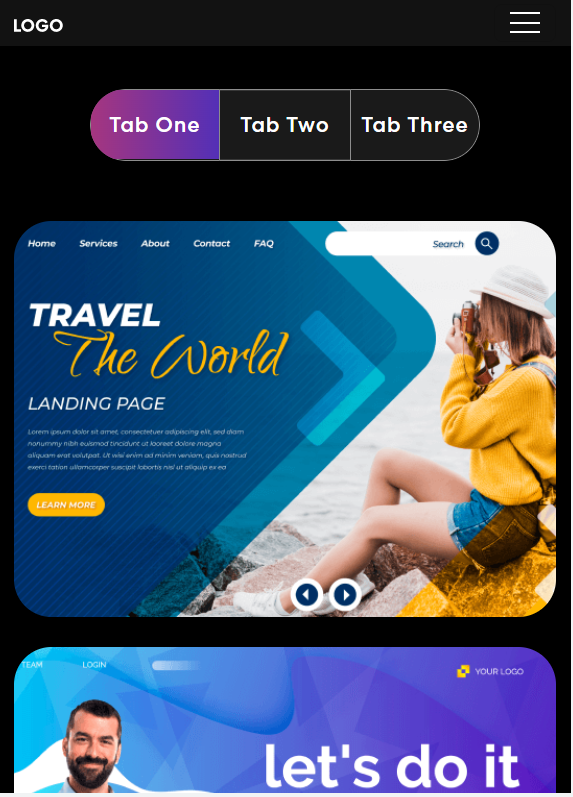 LOGO
Tab One Tab Two Tab Three
Home Services About Contact FAQ Search
TRAVEL
The World
LANDING PAGE
Lorem ipsum dolor sit amet, consectetuer adipiscing elit, sed diam
nonummy nibh euismod tincidunt ut laoreet dolore magna
aliquam erat volutpat. Ut wisi enim ad minim veniam, quis nostrud
exerci tation ullamcorper suscipit lobortis nisl ut aliquip ex ea
LEARN MORE
TEAM LOGIN YOUR LOGO
let's do it